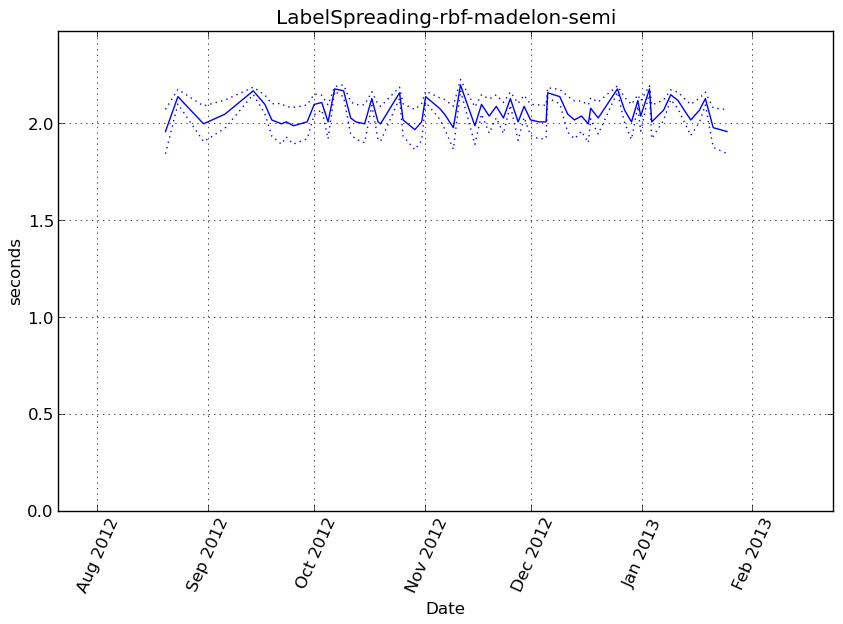 LabelSpreading-rbf-madelon-semi
2.0
1.5
1.0
0.5
0.0
seconds
Aug 2012
Sep 2012
Oct 2012
Nov 2012
Dec 2012
Jan 2013
Feb 2013
Date